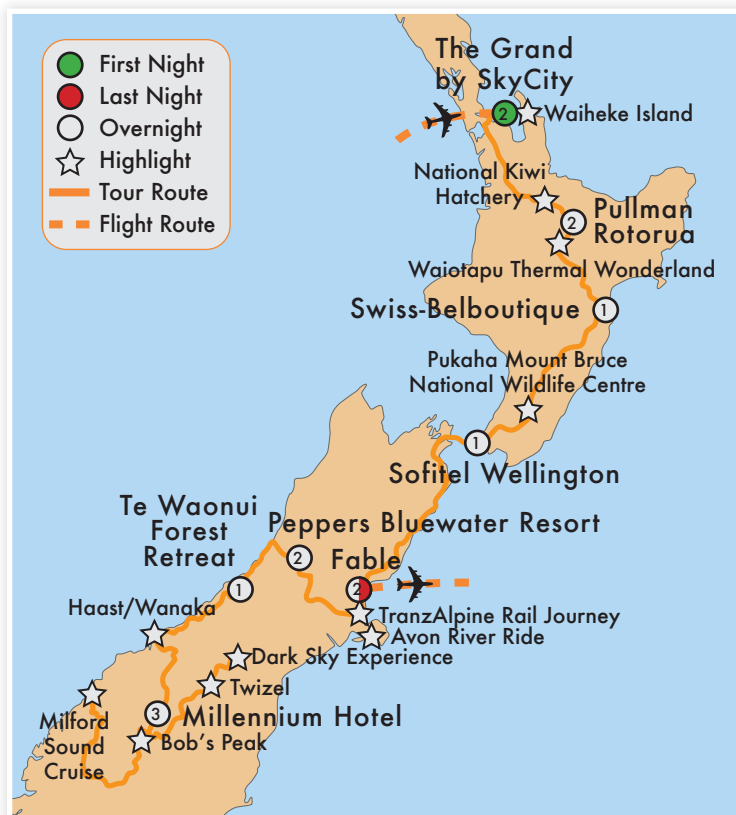 First Night
Last Night
Overnight
Highlight
Tour Route
Flight Route
The Grand
by SkyCity
2
Waiheke Island
National Kiwi
Hatchery
2
Pullman
Rotorua
Waiotapu Thermal Wonderland
Swiss-Belboutique
1
Pukaha Mount Bruce
National Wildlife Centre
1
Sofitel Wellington
Te Waonui
Forest
Retreat
1
Peppers Bluewater Resort
2
Fable
2
TranzAlpine Rail Journey
Avon River Ride
Haast/Wanaka
Dark Sky Experience
Twizel
3
Millennium Hotel
Milford
Sound
Cruise
Bob's Peak